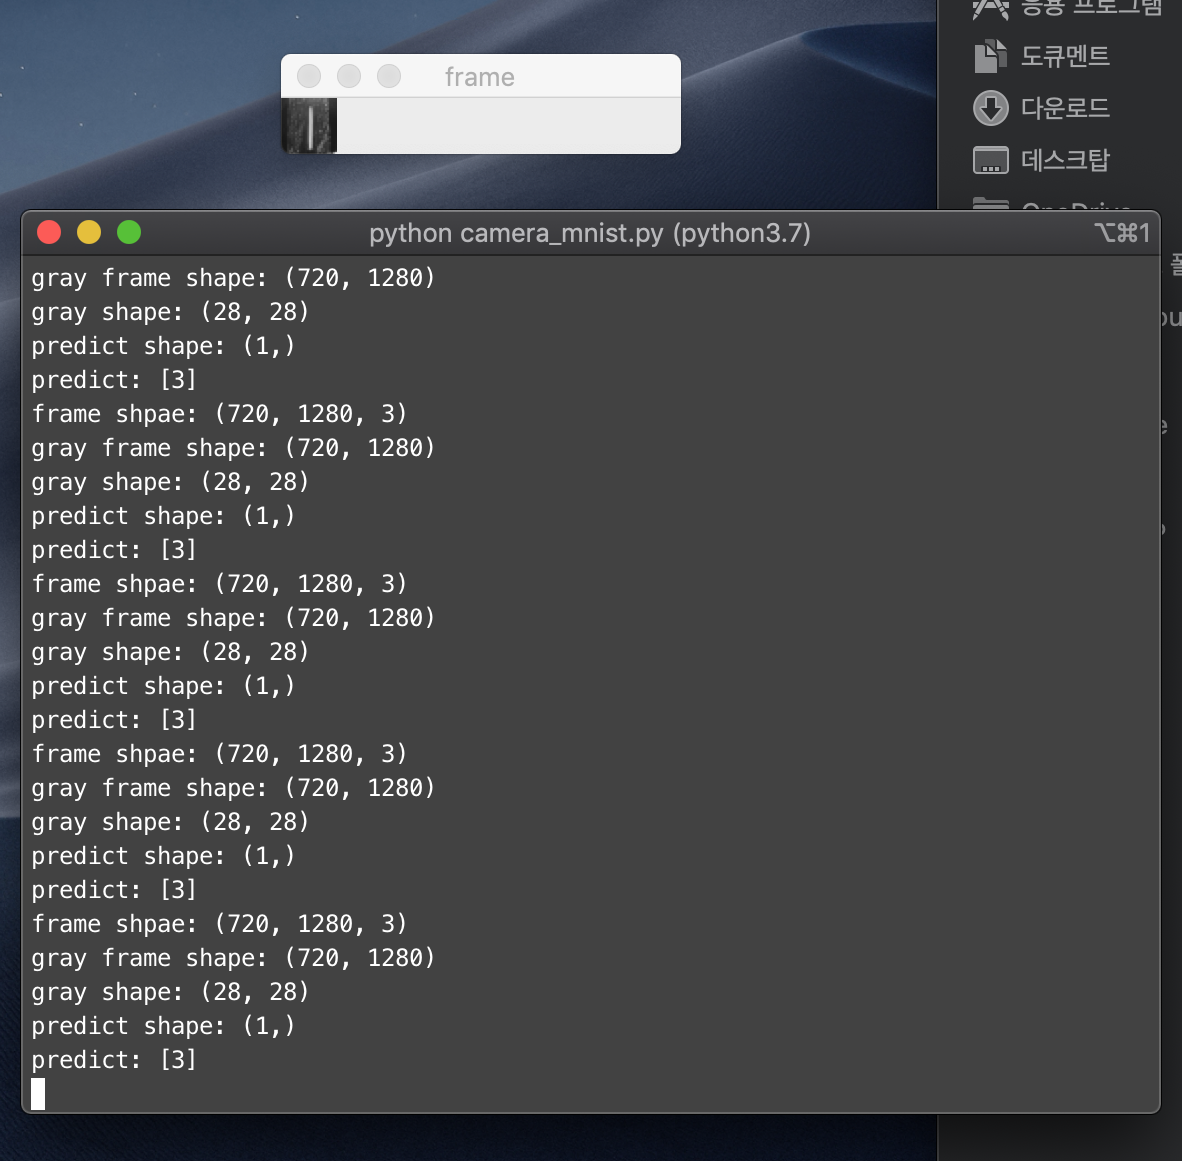 응용 프로그램
도큐멘트
다운로드
데스크탑
frame
python camera_mnist.py (python3.7)
⌥⌘1
gray frame shape: (720, 1280)
gray shape: (28, 28)
predict shape: (1,)
predict: [3]
frame shpae: (720, 1280, 3)
gray frame shape: (720, 1280)
gray shape: (28, 28)
predict shape: (1,)
predict: [3]
frame shpae: (720, 1280, 3)
gray frame shape: (720, 1280)
gray shape: (28, 28)
predict shape: (1,)
predict: [3]
frame shpae: (720, 1280, 3)
gray frame shape: (720, 1280)
gray shape: (28, 28)
predict shape: (1,)
predict: [3]
frame shpae: (720, 1280, 3)
gray frame shape: (720, 1280)
gray shape: (28, 28)
predict shape: (1,)
predict: [3]